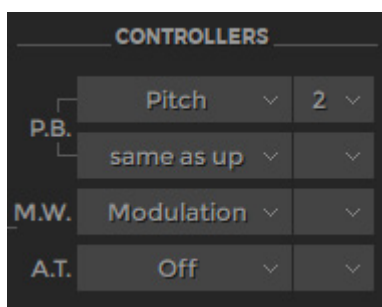 CONTROLLERS
Pitch 2
P.B.
same as up
M.W. Modulation
A.T. Off